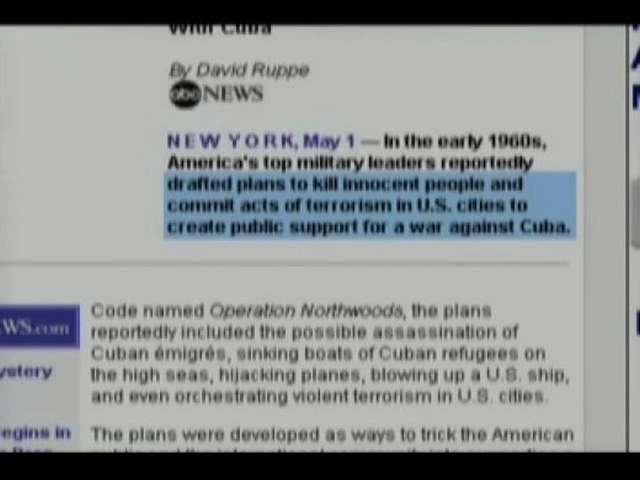 With Cuba
By David Ruppe
abc NEWS
NEW YORK, May 1 — In the early 1960s,
America's top military leaders reportedly
drafted plans to kill innocent people and
commit acts of terrorism in U.S. cities to
create public support for a war against Cuba.
WS.com
Code named Operation Northwoods, the plans
reportedly included the possible assassination of
Cuban émigrés, sinking boats of Cuban refugees on
the high seas, hijacking planes, blowing up a U.S. ship,
ystery
and even orchestrating violent terrorism in U.S. cities.
egins in
The plans were developed as ways to trick the American